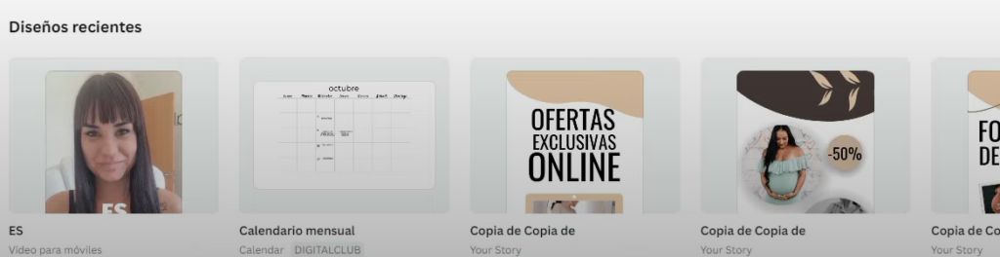 Diseños recientes
octubre
OFERTAS
EXCLUSIVAS
ONLINE
-50%
FO
DE
ES
ES
Calendario mensual
Copia de Copia de
Copia de Copia de
Copia de Co
Video para móviles
Calendar DIGITALCLUB
Your Story
Your Story
Your Story